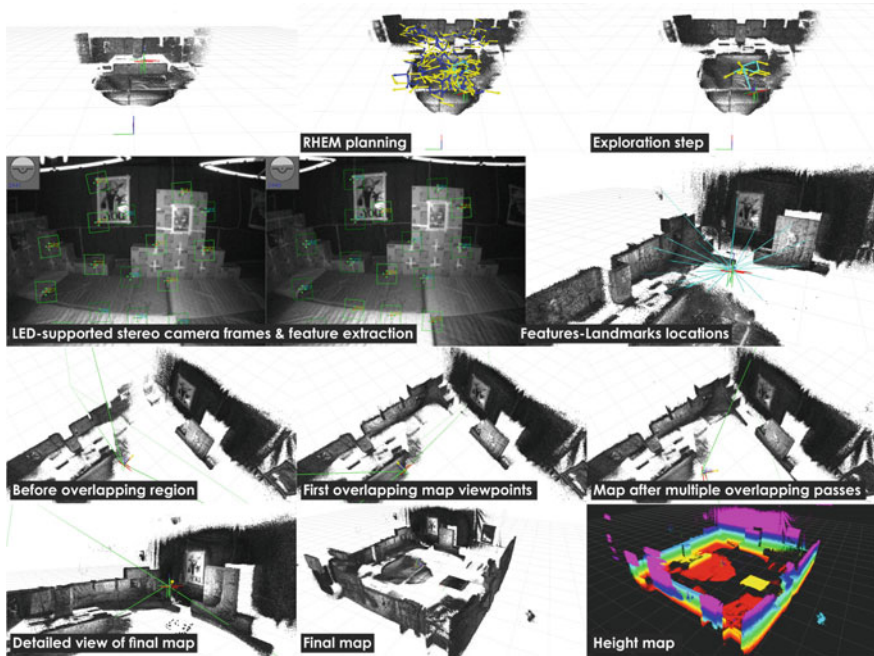 RHEM planning
Exploration step
LED-supported stereo camera frames & feature extraction
Features-Landmarks locations
Before overlapping region
First overlapping map viewpoints
Map after multiple overlapping passes
Detailed view of final map
Final map
Height map